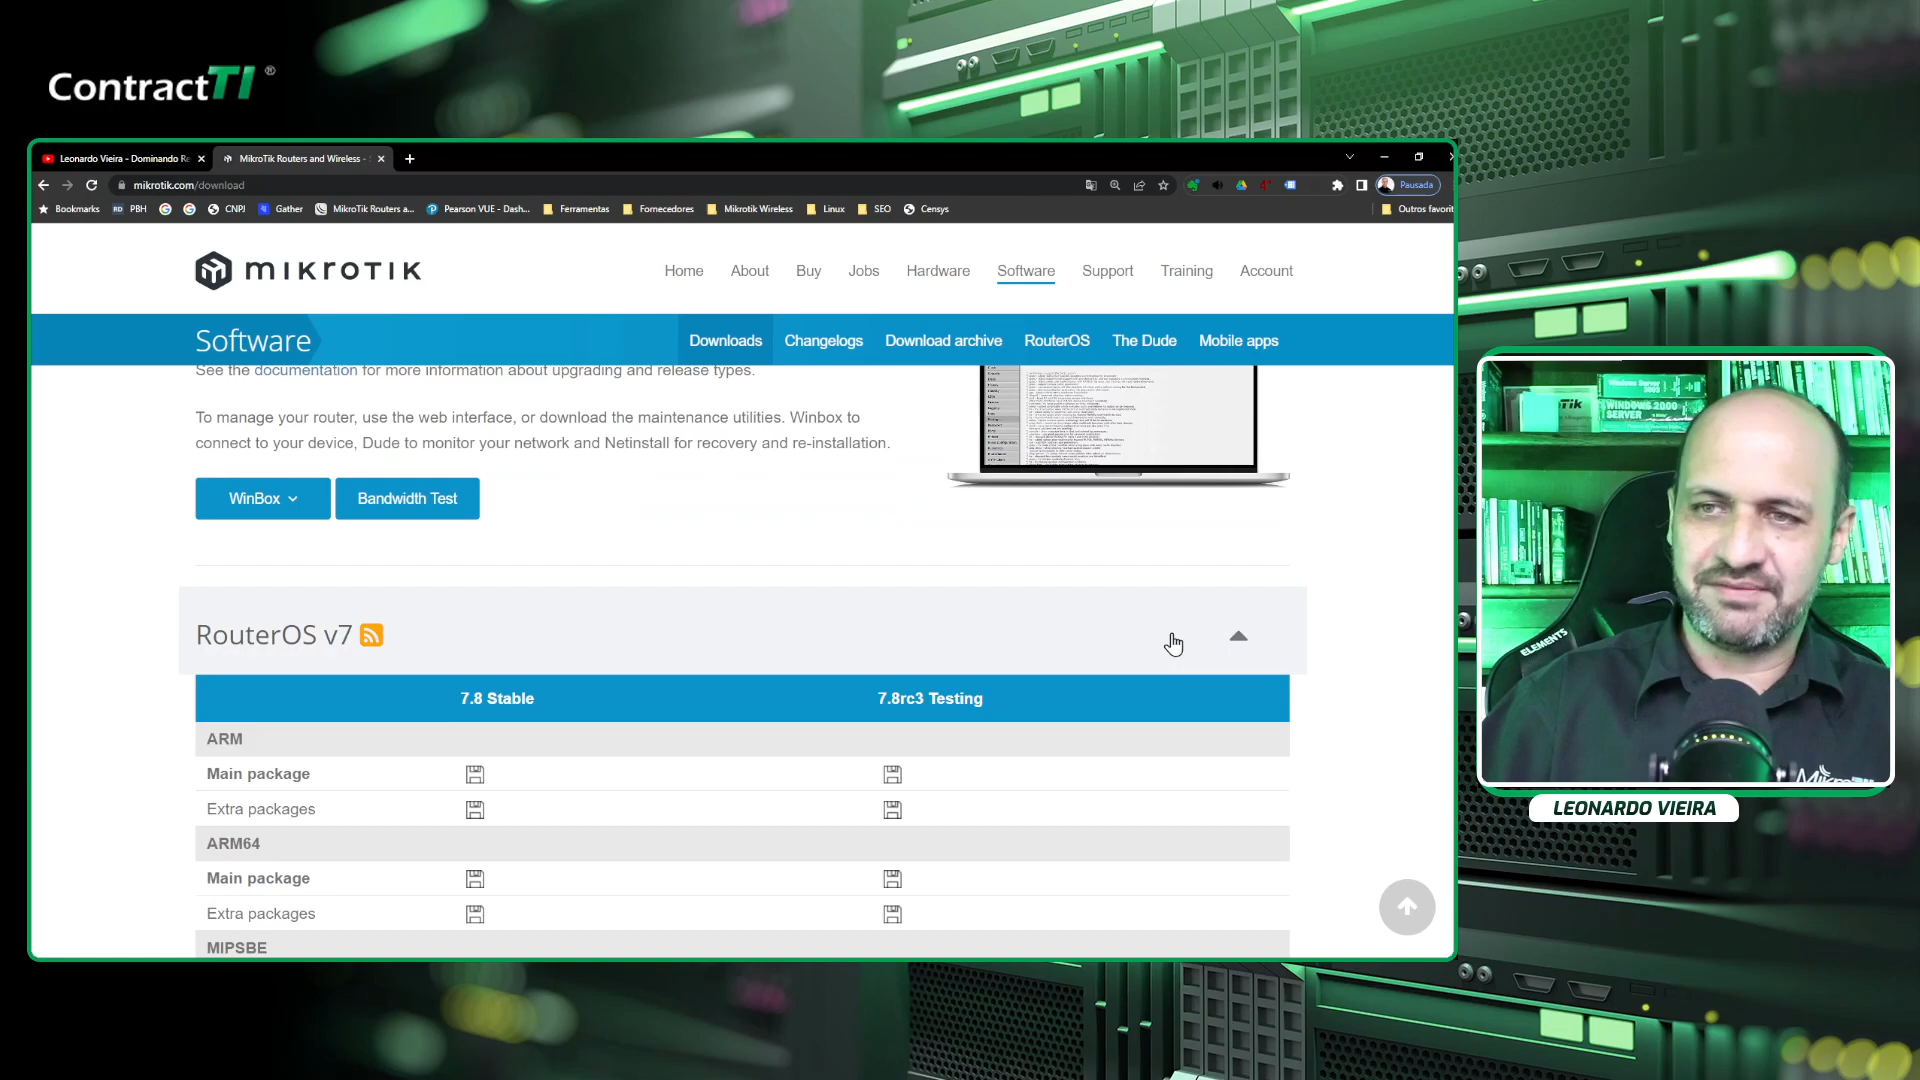 ContractTI®
Leonardo Vieira - Dominando Re
MikroTik Routers and Wireless -
mikrotik.com/download
Pausada
Bookmarks
PBH
CNPJ
Gather
MikroTik Routers a...
Pearson VUE - Dash...
Ferramentas
Fornecedores
Mikrotik Wireless
Linux
SEO
Censys
Outros favorit
MIKROTIK
Home
About
Buy
Jobs
Hardware
Software
Support
Training
Account
Software
Downloads
Changelogs
Download archive
RouterOS
The Dude
Mobile apps
See the documentation for more information about upgrading and release types.
To manage your router, use the web interface, or download the maintenance utilities. Winbox to
connect to your device, Dude to monitor your network and Netinstall for recovery and re-installation.
WinBox
Bandwidth Test
RouterOS v7
7.8 Stable
7.8rc3 Testing
ARM
Main package
Extra packages
ARM64
Main package
Extra packages
MIPSBE
WINDOWS 2000
SERVER
ELEMENTS
LEONARDO VIEIRA